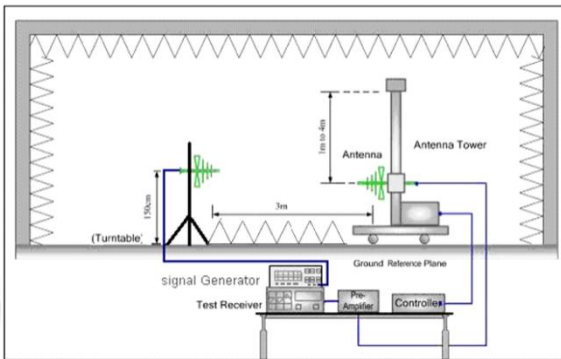 1m to 4m
Antenna
Antenna Tower
150cm
3m
(Turntable)
Ground Reference Plane
signal Generator
Test Receiver
Pre-
Amplifier
Controller